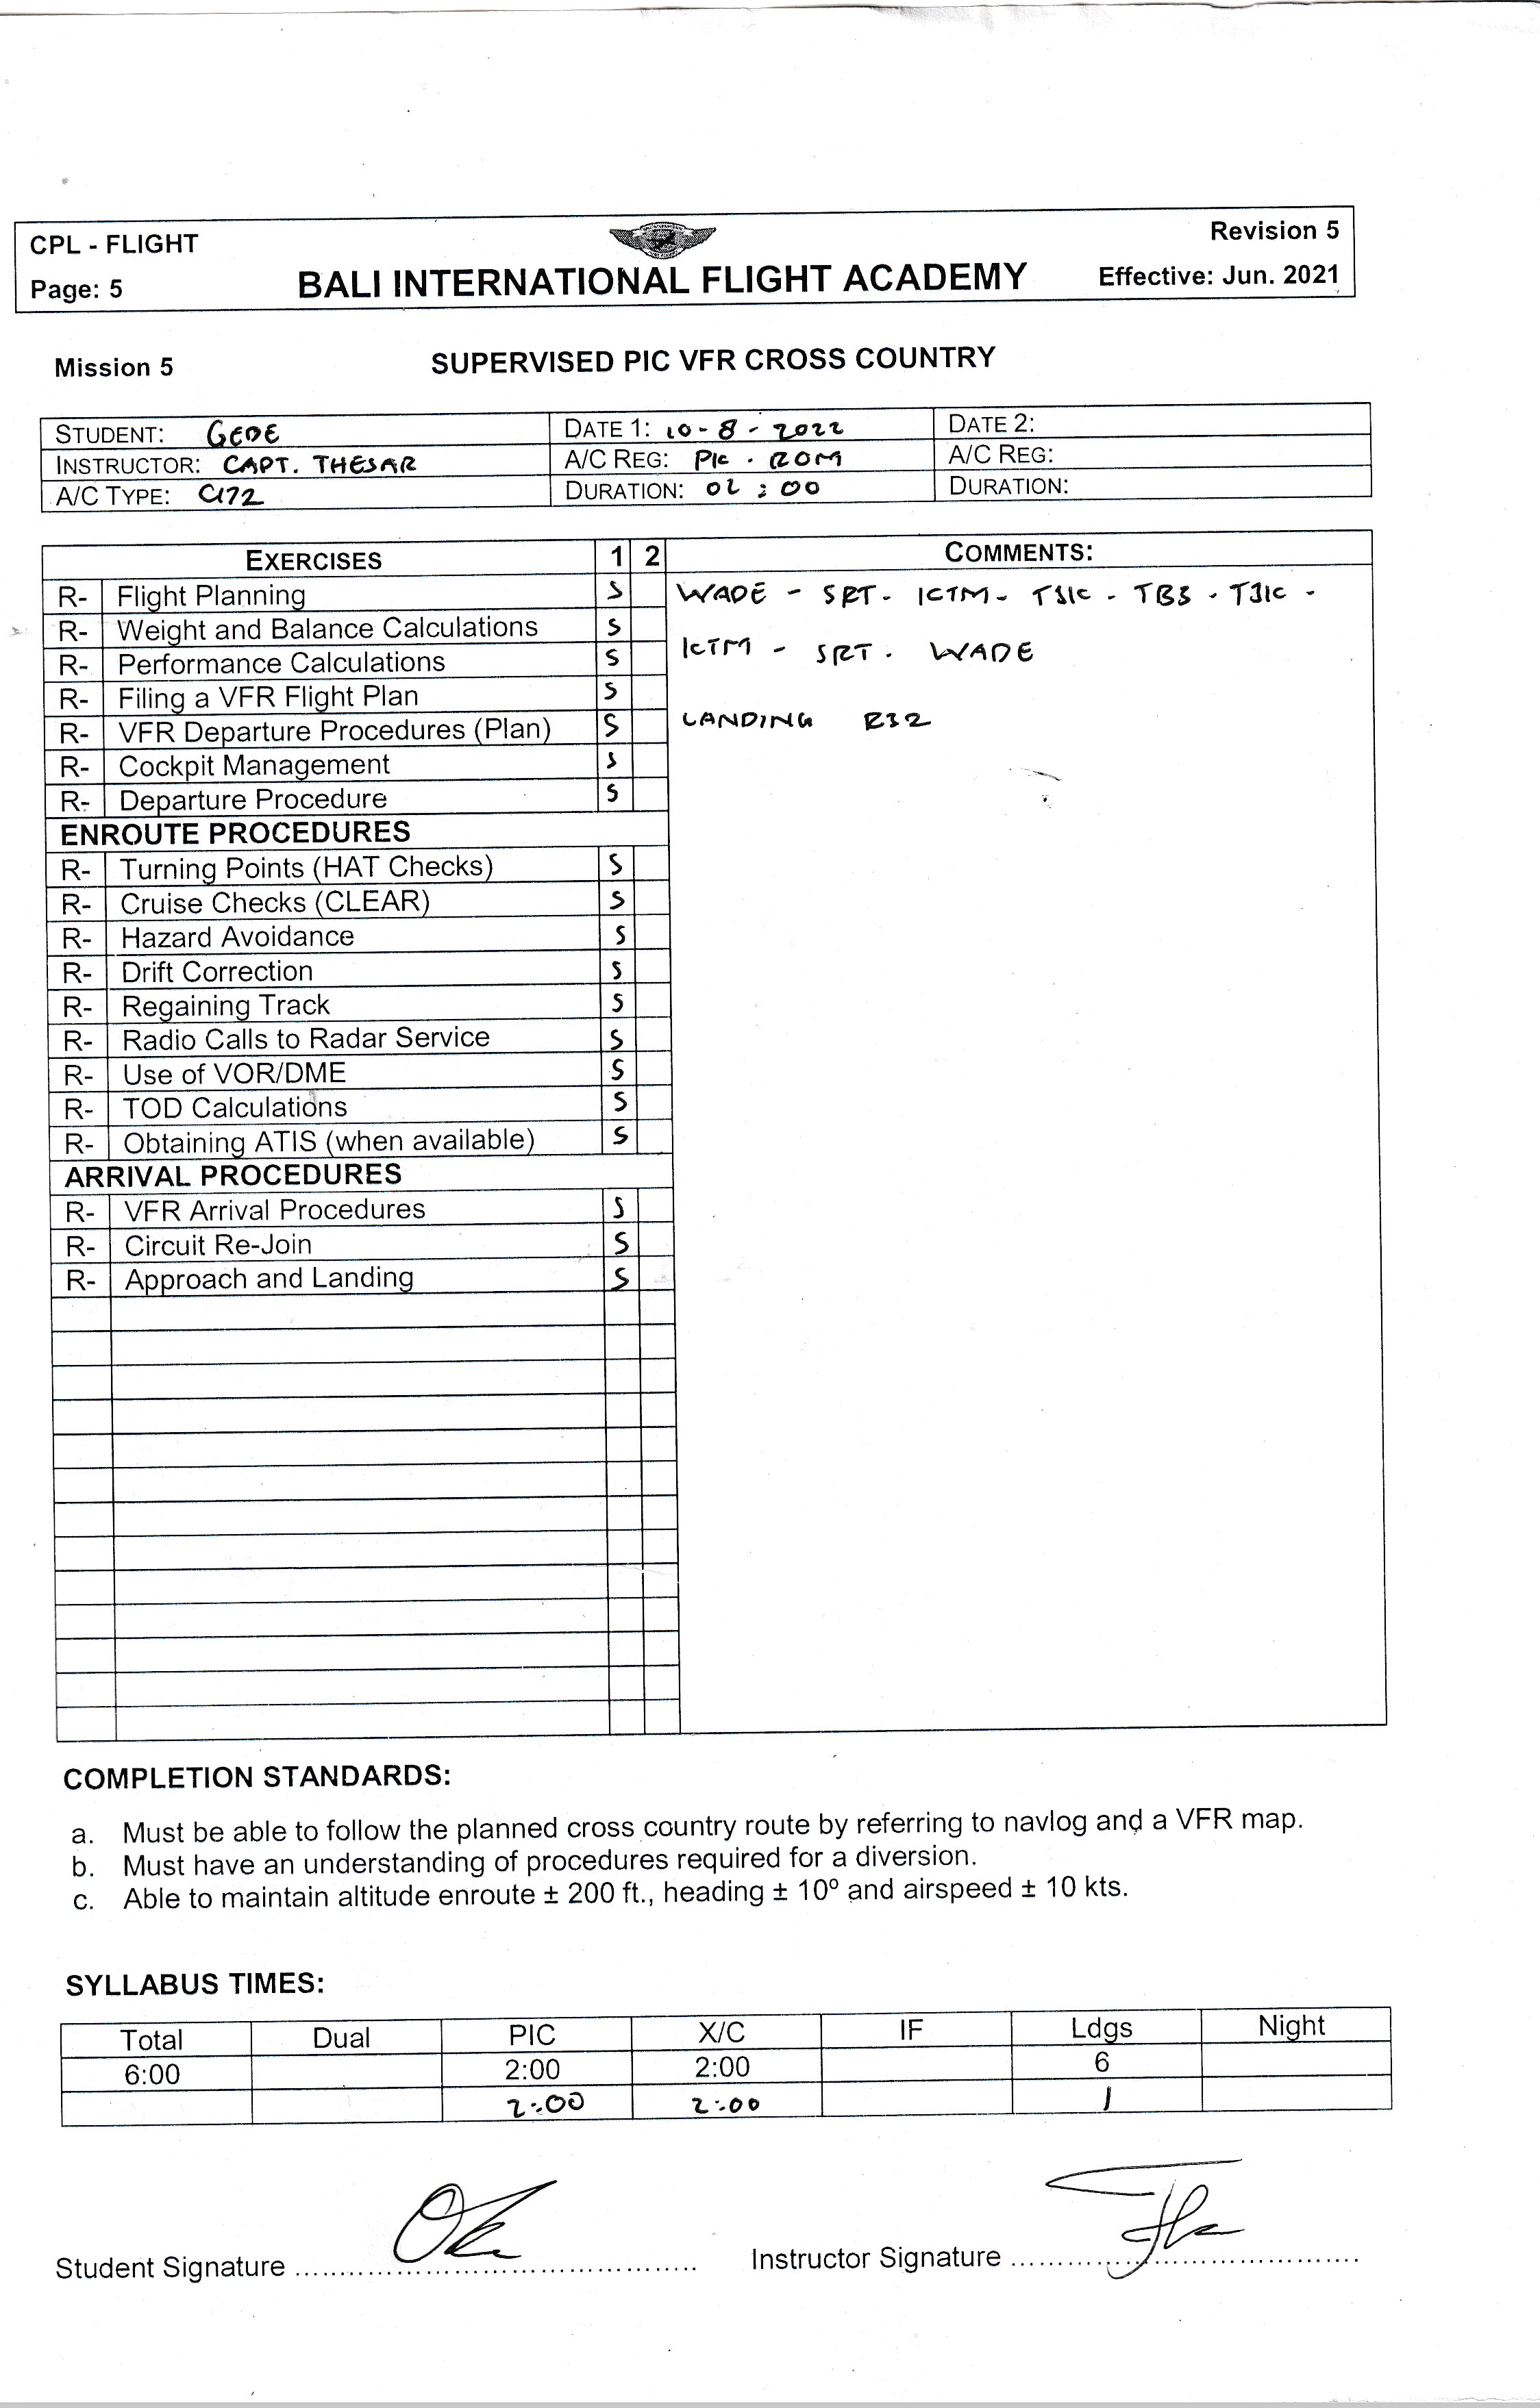 CPL - FLIGHT
Revision 5
Page: 5
BALI INTERNATIONAL FLIGHT ACADEMY
Effective: Jun. 2021
Mission 5
SUPERVISED PIC VFR CROSS COUNTRY
STUDENT: GEDE DATE 1: 10-8-2022 DATE 2:
INSTRUCTOR: CAPT. THESAR A/C REG: PK - ROM A/C REG:
A/C TYPE: C172 DURATION: 02 : 00 DURATION:
EXERCISES 1 2 COMMENTS:
R- Flight Planning S WADE - SRT - KTM - TJK - TBS - TJK -
R- Weight and Balance Calculations S
R- Performance Calculations S KTM - SRT - WADE
R- Filing a VFR Flight Plan S
R- VFR Departure Procedures (Plan) S LANDING R32
R- Cockpit Management S
R- Departure Procedure S
ENROUTE PROCEDURES
R- Turning Points (HAT Checks) S
R- Cruise Checks (CLEAR) S
R- Hazard Avoidance S
R- Drift Correction S
R- Regaining Track S
R- Radio Calls to Radar Service S
R- Use of VOR/DME S
R- TOD Calculations S
R- Obtaining ATIS (when available) S
ARRIVAL PROCEDURES
R- VFR Arrival Procedures S
R- Circuit Re-Join S
R- Approach and Landing S
COMPLETION STANDARDS:
a. Must be able to follow the planned cross country route by referring to navlog and a VFR map.
b. Must have an understanding of procedures required for a diversion.
c. Able to maintain altitude enroute ± 200 ft., heading ± 10º and airspeed ± 10 kts.
SYLLABUS TIMES:
Total Dual PIC X/C IF Ldgs Night
6:00 2:00 2:00 6
2:00 2:00 1
Student Signature
Instructor Signature